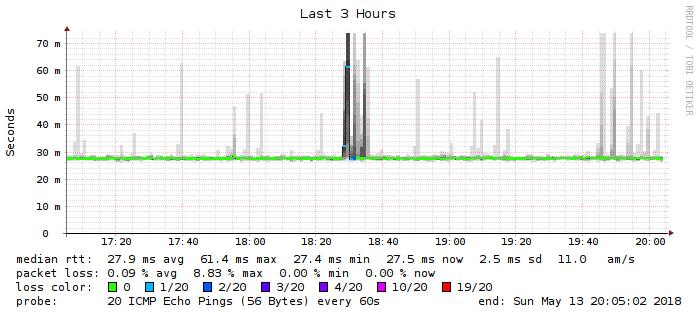 Last 3 Hours
RRDTOOL / TOBI OETIKER
Seconds
70 m
60 m
50 m
40 m
30 m
20 m
10 m
0
17:20 17:40 18:00 18:20 18:40 19:00 19:20 19:40 20:00
median rtt: 27.9 ms avg 61.4 ms max 27.4 ms min 27.5 ms now 2.5 ms sd 11.0 am/s
packet loss: 0.09 % avg 8.83 % max 0.00 % min 0.00 % now
loss color: 0 1/20 2/20 3/20 4/20 10/20 19/20
probe: 20 ICMP Echo Pings (56 Bytes) every 60s end: Sun May 13 20:05:02 2018